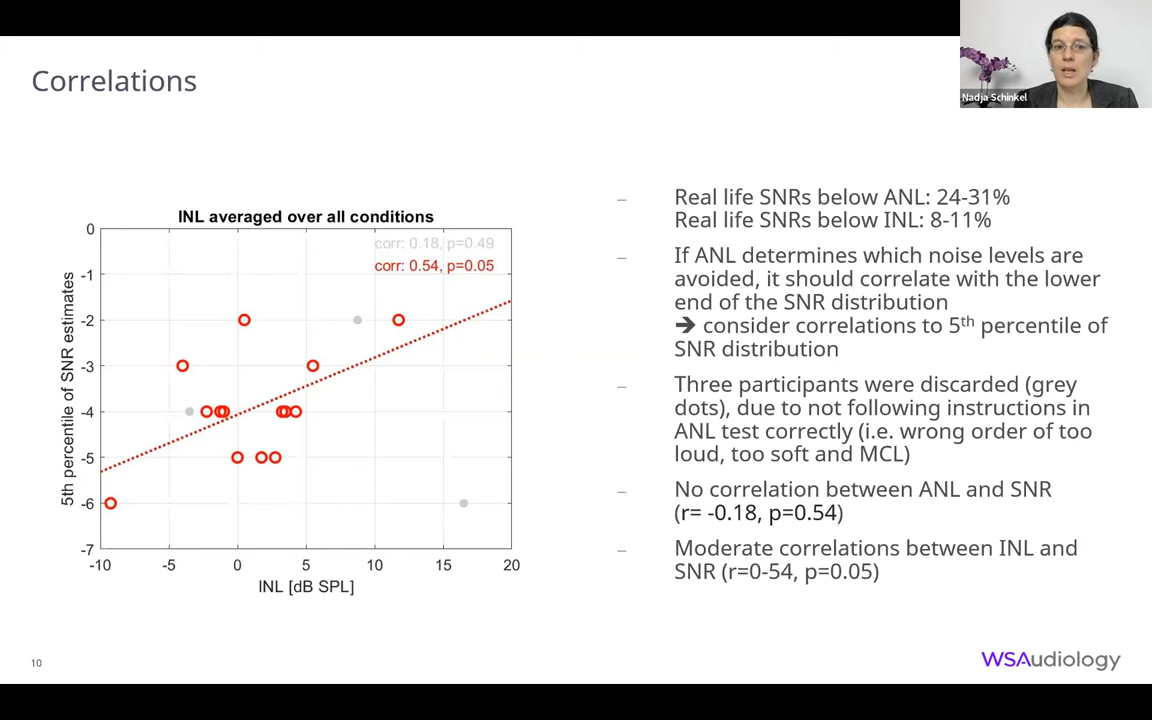 Correlations
Nadja Schinkel
INL averaged over all conditions
corr: 0.18, p=0.49
corr: 0.54, p=0.05
5th percentile of SNR estimates
0
-1
-2
-3
-4
-5
-6
-7
-10 -5 0 5 10 15 20
INL [dB SPL]
– Real life SNRs below ANL: 24-31%
Real life SNRs below INL: 8-11%
– If ANL determines which noise levels are
avoided, it should correlate with the lower
end of the SNR distribution
➔ consider correlations to 5th percentile of
SNR distribution
– Three participants were discarded (grey
dots), due to not following instructions in
ANL test correctly (i.e. wrong order of too
loud, too soft and MCL)
– No correlation between ANL and SNR
(r= -0.18, p=0.54)
– Moderate correlations between INL and
SNR (r=0-54, p=0.05)
10
WSAudiology